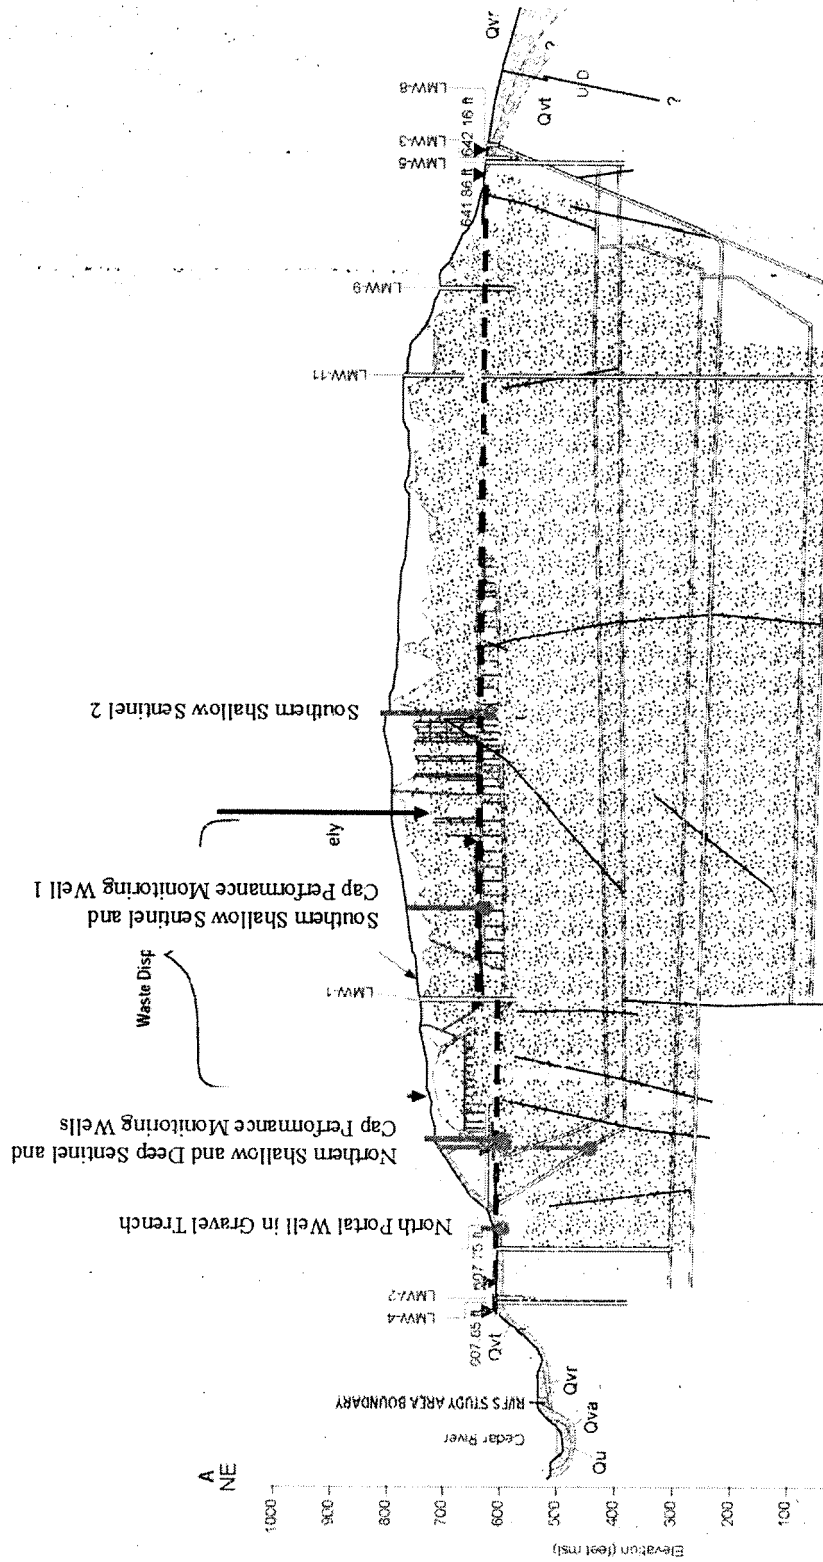 A
NE
1000
900
800
700
600
500
400
300
200
100
Elevation (feet msl)
Cedar River
RI/FS STUDY AREA BOUNDARY
Qu
Qva
Qvr
Qvt
607.65 ft
LMW-4
LMW-2
607.75 ft
North Portal Well in Gravel Trench
Northern Shallow and Deep Sentinel and
Cap Performance Monitoring Wells
Waste Disp
LMW-1
Southern Shallow Sentinel and
Cap Performance Monitoring Well 1
ely
Southern Shallow Sentinel 2
LMW-11
LMW-9
641.86 ft
LMW-5
LMW-3
642.16 ft
LMW-8
Qvt
U/D
?
?
Qvr